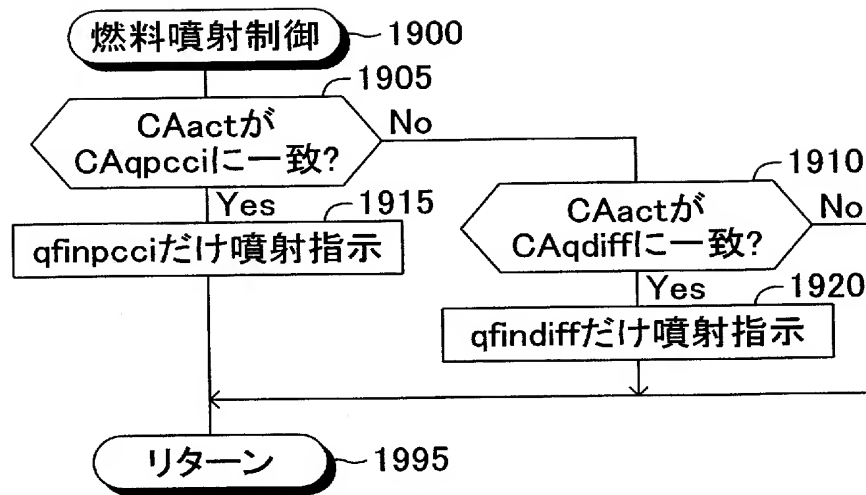 燃料噴射制御
1900
1905
CAactが
CAqpcciに一致?
No
Yes
1915
qfinpcciだけ噴射指示
1910
CAactが
CAqdiffに一致?
No
Yes
1920
qfindiffだけ噴射指示
リターン
1995